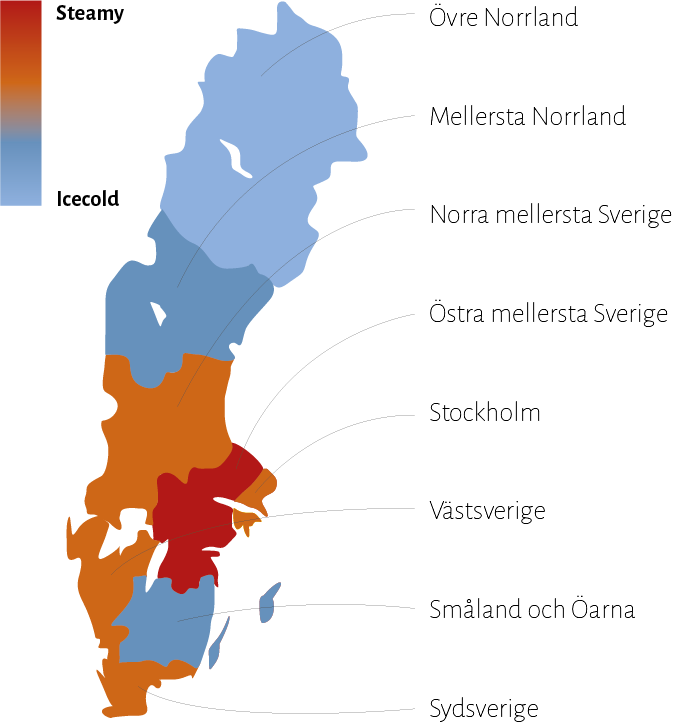 Steamy
Icecold
Övre Norrland
Mellersta Norrland
Norra mellersta Sverige
Östra mellersta Sverige
Stockholm
Västsverige
Småland och Öarna
Sydsverige